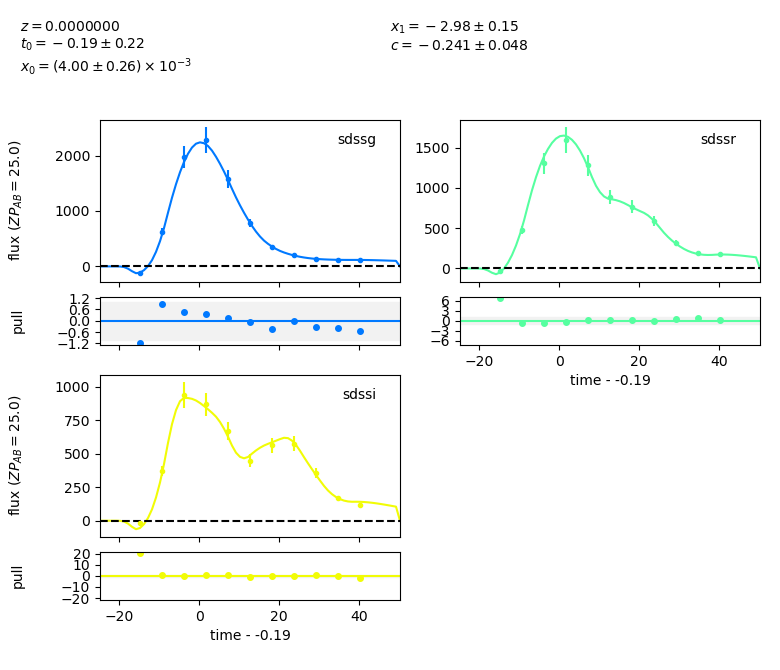 z = 0.0000000
t₀ = −0.19 ± 0.22
x₀ = (4.00 ± 0.26) × 10⁻³
x₁ = −2.98 ± 0.15
c = −0.241 ± 0.048
flux (ZP_AB = 25.0)
2000
1000
0
sdssg
1500
1000
500
0
sdssr
pull
1.2
0.6
0.0
−0.6
−1.2
6
3
0
−3
−6
−20
0
20
40
time - -0.19
flux (ZP_AB = 25.0)
1000
750
500
250
0
sdssi
pull
20
10
0
−10
−20
−20
0
20
40
time - -0.19